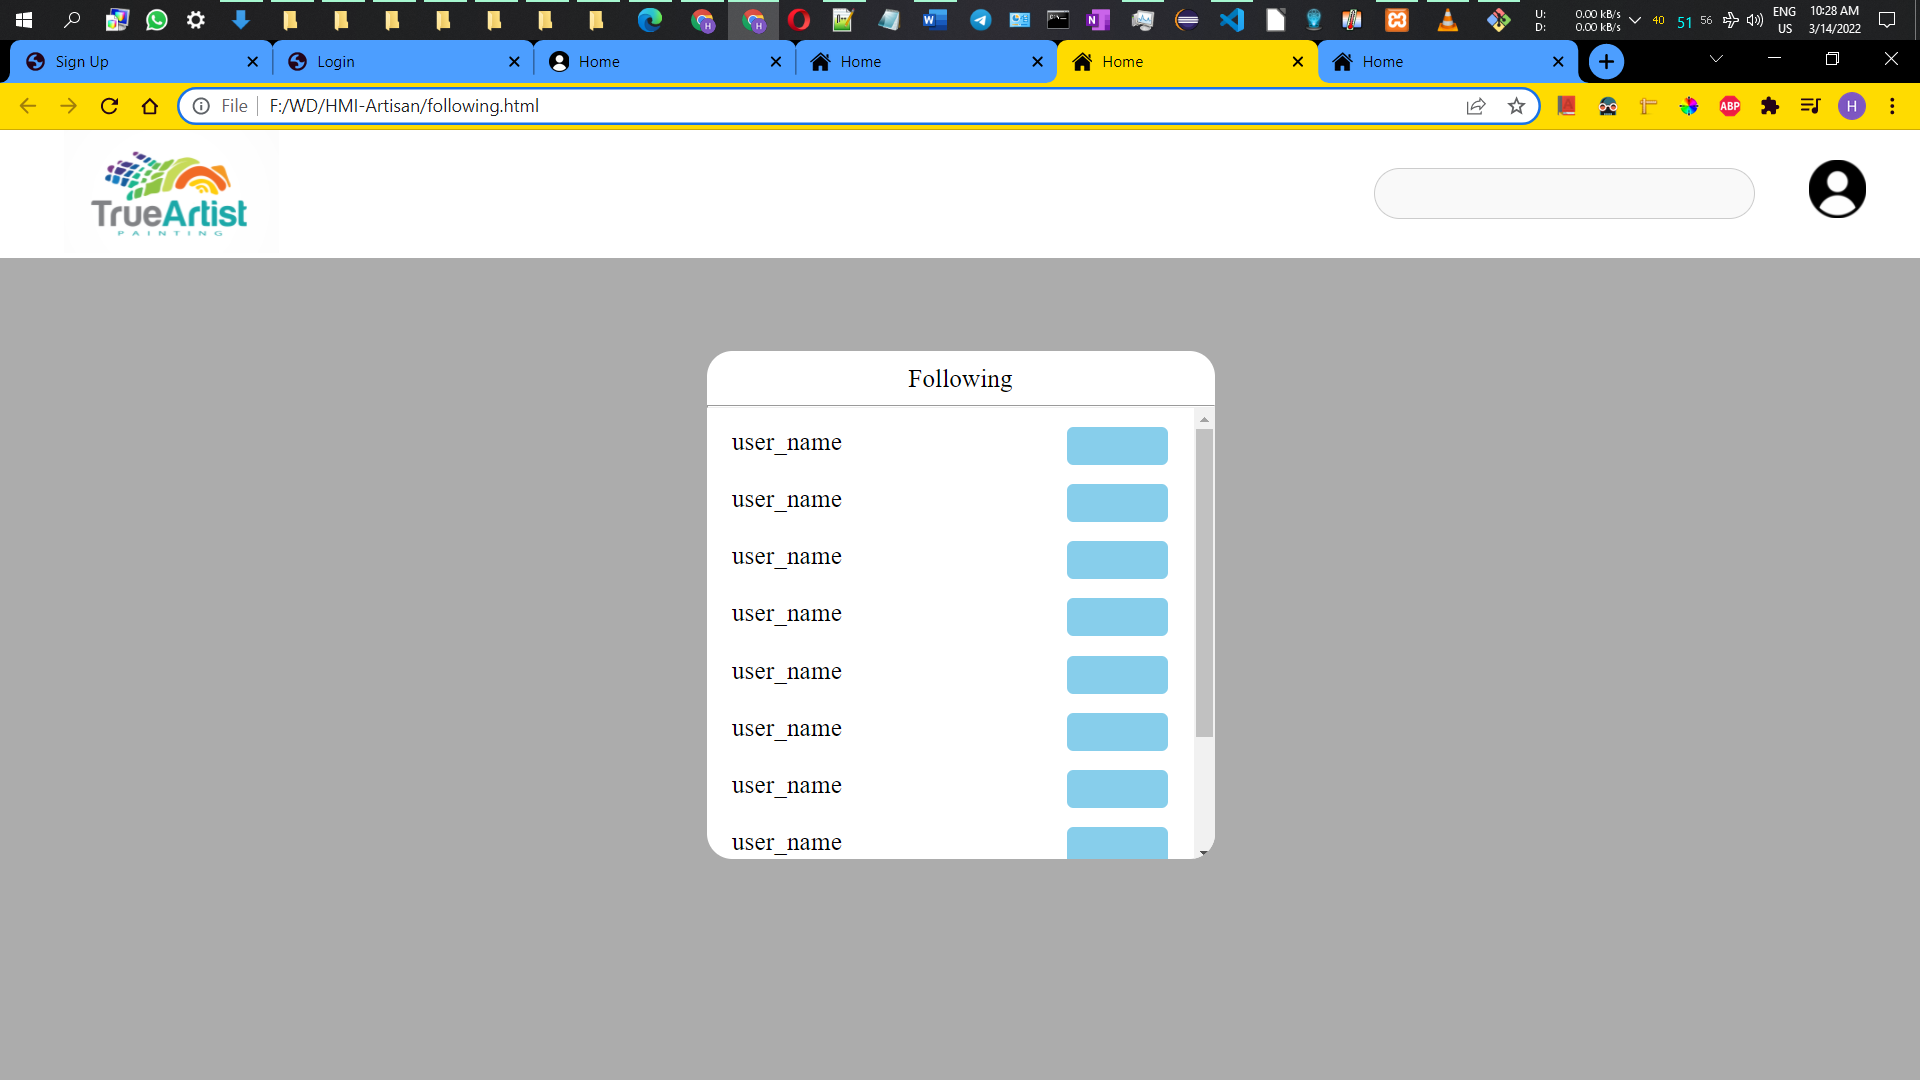 U: 0.00 kB/s 40 51 56 ENG 10:28 AM
D: 0.00 kB/s US 3/14/2022
Sign Up Login Home Home Home Home
File F:/WD/HMI-Artisan/following.html ABP H
TrueArtist
PAINTING
Following
user_name
user_name
user_name
user_name
user_name
user_name
user_name
user_name